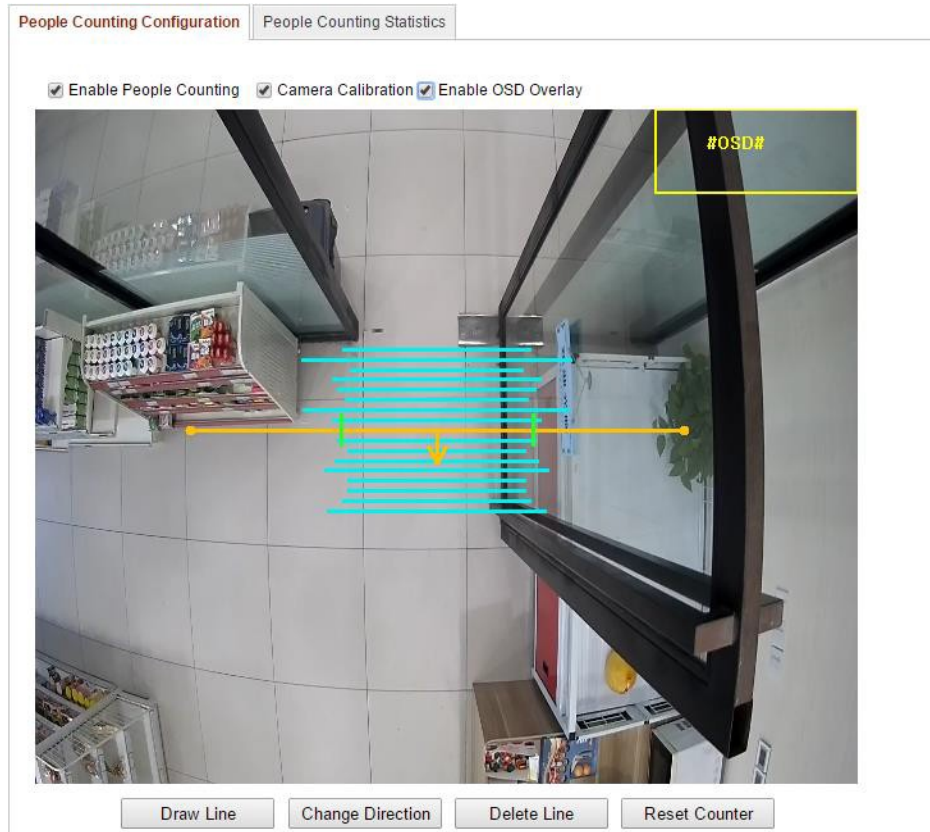 People Counting Configuration
People Counting Statistics
Enable People Counting
Camera Calibration
Enable OSD Overlay
#OSD#
Draw Line
Change Direction
Delete Line
Reset Counter